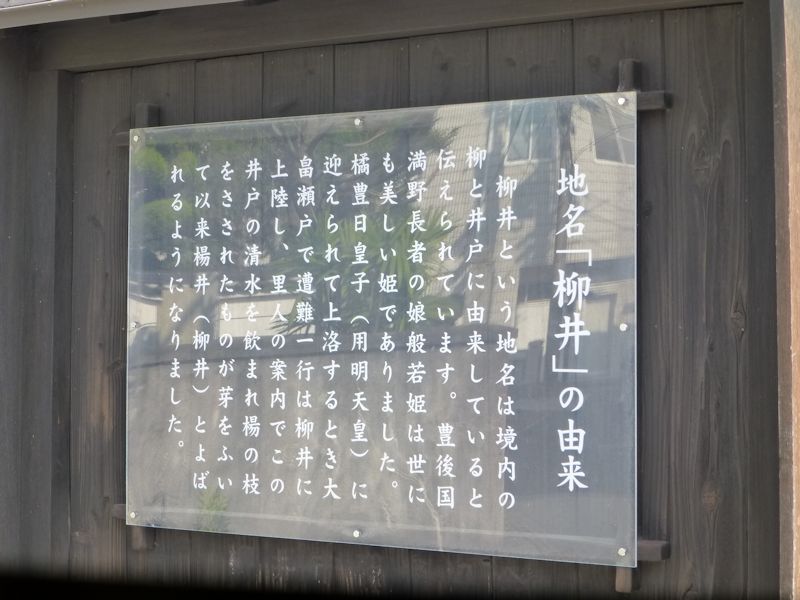 地名「柳井」の由来
柳井という地名は境内の
柳と井戸に由来していると
伝えられています。豊後国
満野長者の娘般若姫は世に
も美しい姫でありました。
橘豊日皇子（用明天皇）に
迎えられて上洛するとき大
畠瀬戸で遭難一行は柳井に
上陸し、里人の案内でこの
井戸の清水を飲まれ楊の枝
をさされたものが芽をふい
て以来楊井（柳井）とよば
れるようになりました。